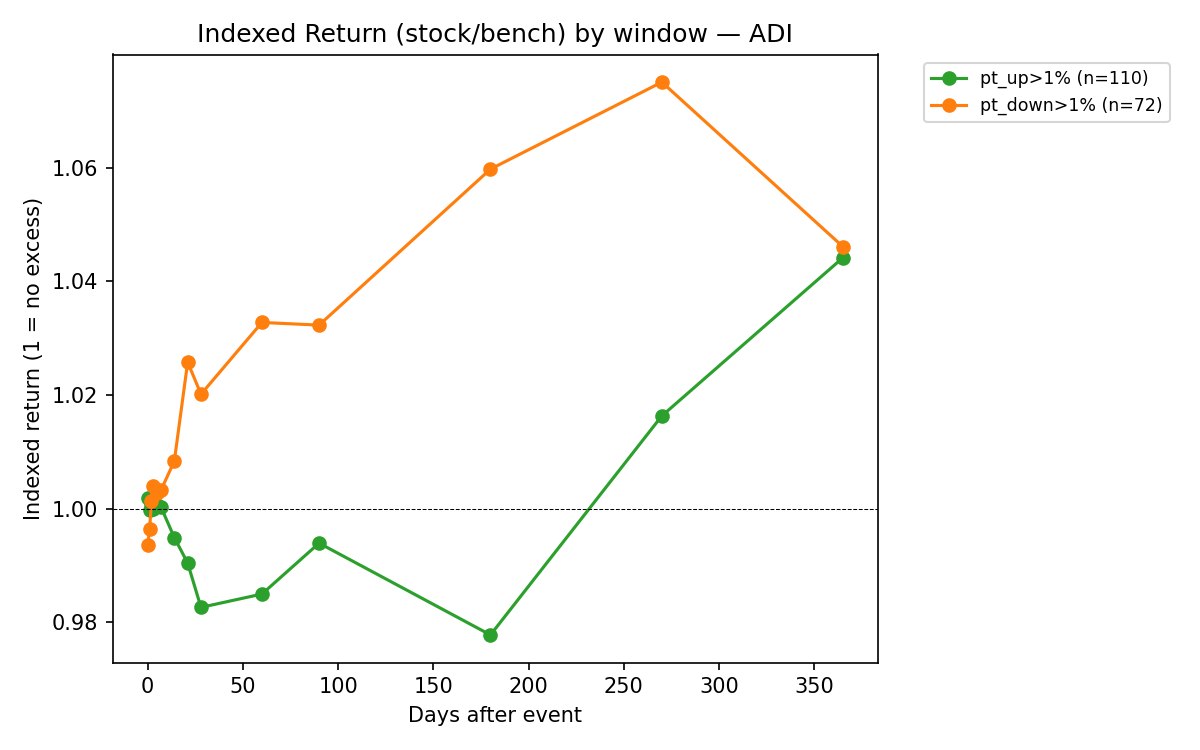 Indexed Return (stock/bench) by window — ADI
pt_up>1% (n=110)
pt_down>1% (n=72)
Indexed return (1 = no excess)
1.06
1.04
1.02
1.00
0.98
0 50 100 150 200 250 300 350
Days after event